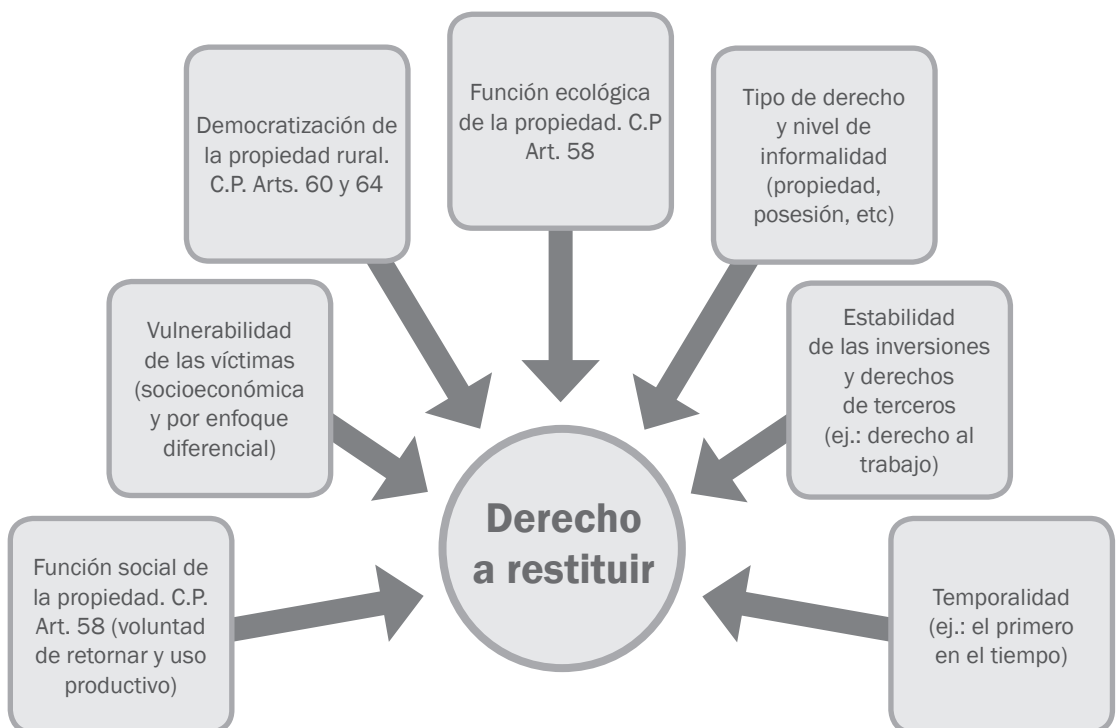 Función ecológica
de la propiedad. C.P
Art. 58
Democratización de
la propiedad rural.
C.P. Arts. 60 y 64
Tipo de derecho
y nivel de
informalidad
(propiedad,
posesión, etc)
Vulnerabilidad
de las víctimas
(socioeconómica
y por enfoque
diferencial)
Estabilidad
de las inversiones
y derechos
de terceros
(ej.: derecho al
trabajo)
Derecho
a restituir
Función social de
la propiedad. C.P.
Art. 58 (voluntad
de retornar y uso
productivo)
Temporalidad
(ej.: el primero
en el tiempo)